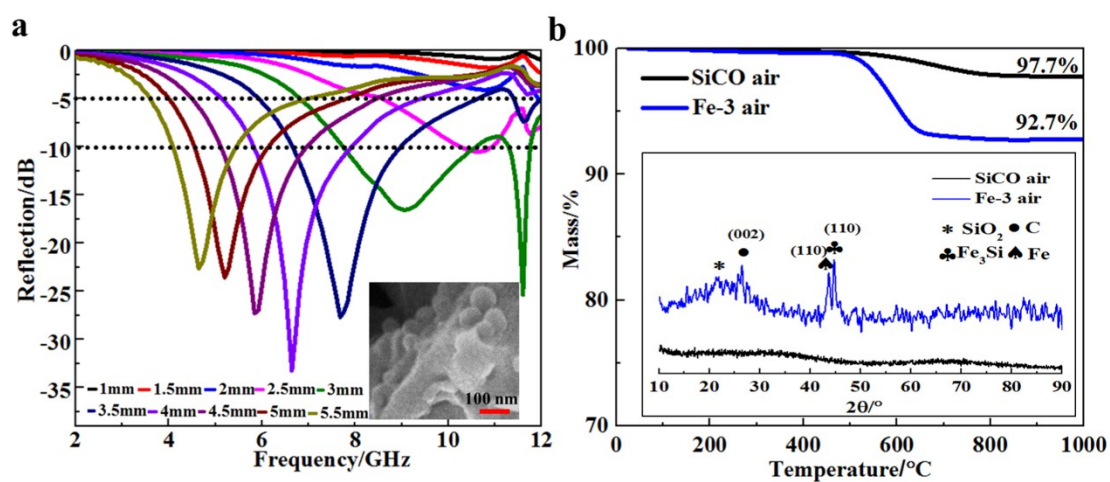 a
Reflection/dB
0
-5
-10
-15
-20
-25
-30
-35
1mm 1.5mm 2mm 2.5mm 3mm
3.5mm 4mm 4.5mm 5mm 5.5mm
100 nm
2 4 6 8 10 12
Frequency/GHz
b
Mass/%
100
90
80
70
SiCO air
Fe-3 air
97.7%
92.7%
SiCO air
Fe-3 air
* SiO2 ● C
♣Fe3Si ♠ Fe
(002)
(110)
(110)
*
10 20 30 40 50 60 70 80 90
2θ/°
0 200 400 600 800 1000
Temperature/°C